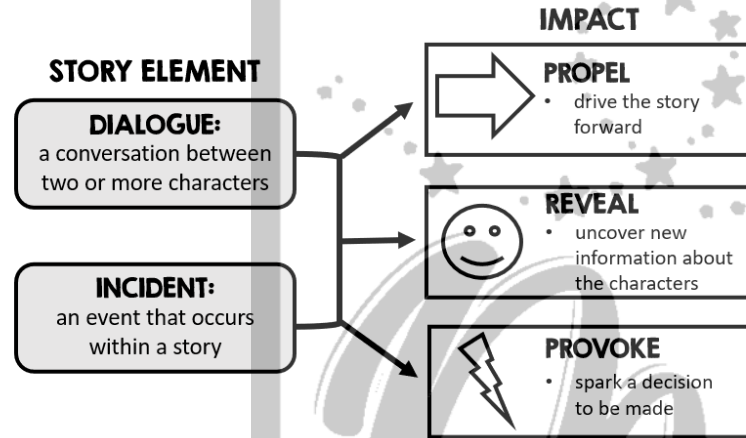 STORY ELEMENT
DIALOGUE:
a conversation between
two or more characters
INCIDENT:
an event that occurs
within a story
IMPACT
PROPEL
• drive the story
forward
REVEAL
• uncover new
information about
the characters
PROVOKE
• spark a decision
to be made